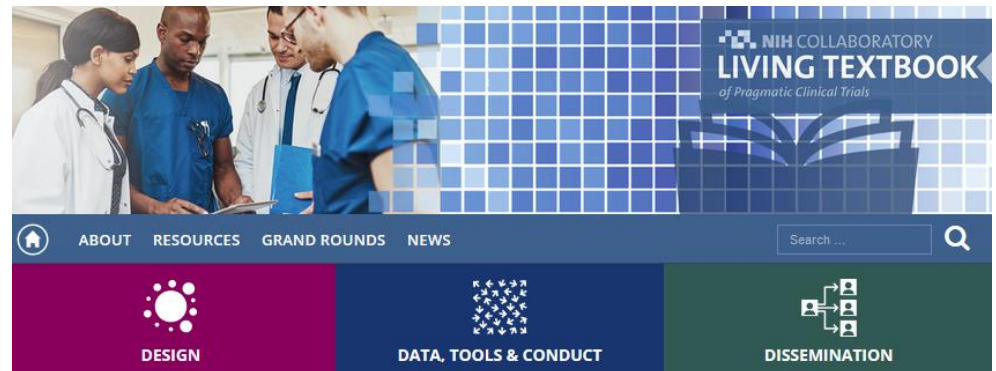 NIH COLLABORATORY
LIVING TEXTBOOK
of Pragmatic Clinical Trials
ABOUT RESOURCES GRAND ROUNDS NEWS Search ...
DESIGN DATA, TOOLS & CONDUCT DISSEMINATION